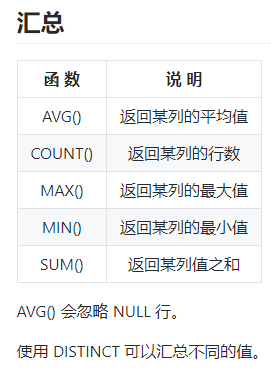 汇总
函 数 说 明
AVG() 返回某列的平均值
COUNT() 返回某列的行数
MAX() 返回某列的最大值
MIN() 返回某列的最小值
SUM() 返回某列值之和
AVG() 会忽略 NULL 行。
使用 DISTINCT 可以汇总不同的值。